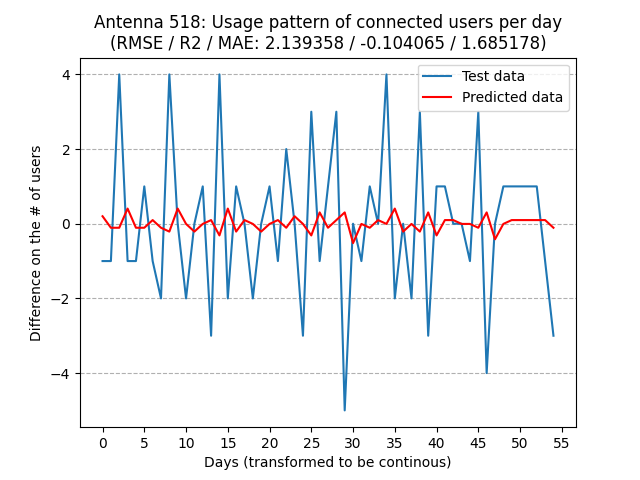 Antenna 518: Usage pattern of connected users per day
(RMSE / R2 / MAE: 2.139358 / -0.104065 / 1.685178)
Test data
Predicted data
Difference on the # of users
4
2
0
−2
−4
0 5 10 15 20 25 30 35 40 45 50 55
Days (transformed to be continous)